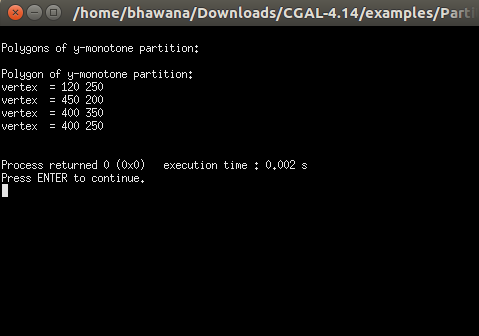 /home/bhawana/Downloads/CGAL-4.14/examples/Parti
Polygons of y-monotone partition:
Polygon of y-monotone partition:
vertex = 120 250
vertex = 450 200
vertex = 400 350
vertex = 400 250
Process returned 0 (0x0) execution time : 0.002 s
Press ENTER to continue.